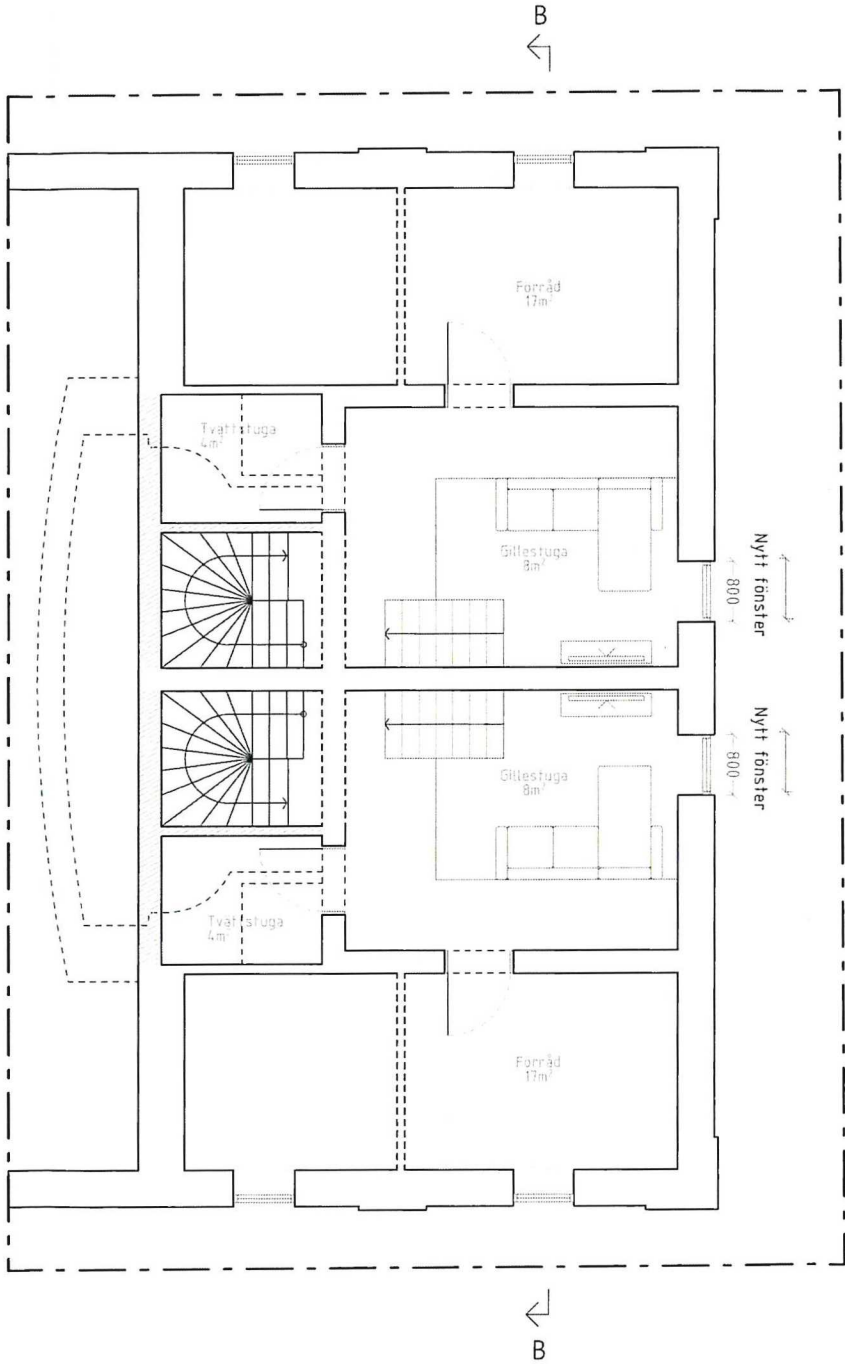 B
Förråd
17m²
Tvättstuga
4m²
Gillestuga
8m²
Nytt fönster
800
Nytt fönster
800
Gillestuga
8m²
Tvättstuga
4m²
Förråd
17m²
B